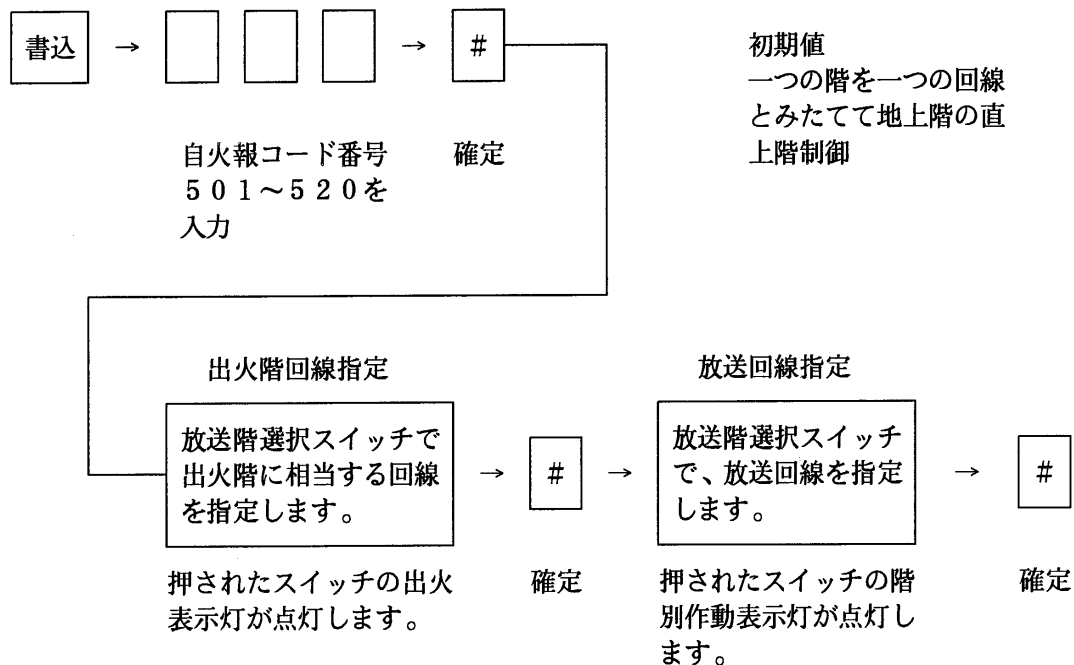 書込 → → #
自火報コード番号
５０１～５２０を
入力
確定
初期値
一つの階を一つの回線
とみたてて地上階の直
上階制御
出火階回線指定
放送階選択スイッチで
出火階に相当する回線
を指定します。
押されたスイッチの出火
表示灯が点灯します。
→ # →
確定
放送回線指定
放送階選択スイッチ
で、放送回線を指定
します。
押されたスイッチの階
別作動表示灯が点灯し
ます。
→ #
確定